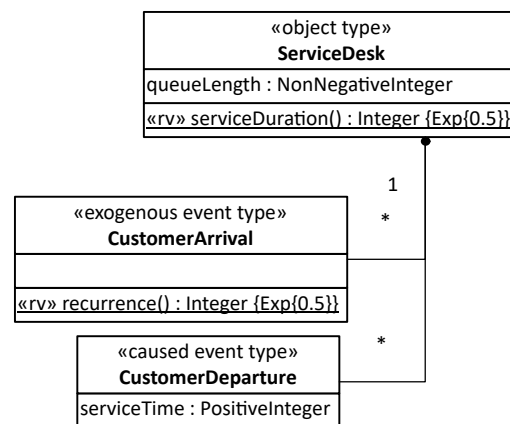 «object type»
ServiceDesk
queueLength : NonNegativeInteger
«rv» serviceDuration() : Integer {Exp{0.5}}
1
*
«exogenous event type»
CustomerArrival
«rv» recurrence() : Integer {Exp{0.5}}
*
«caused event type»
CustomerDeparture
serviceTime : PositiveInteger